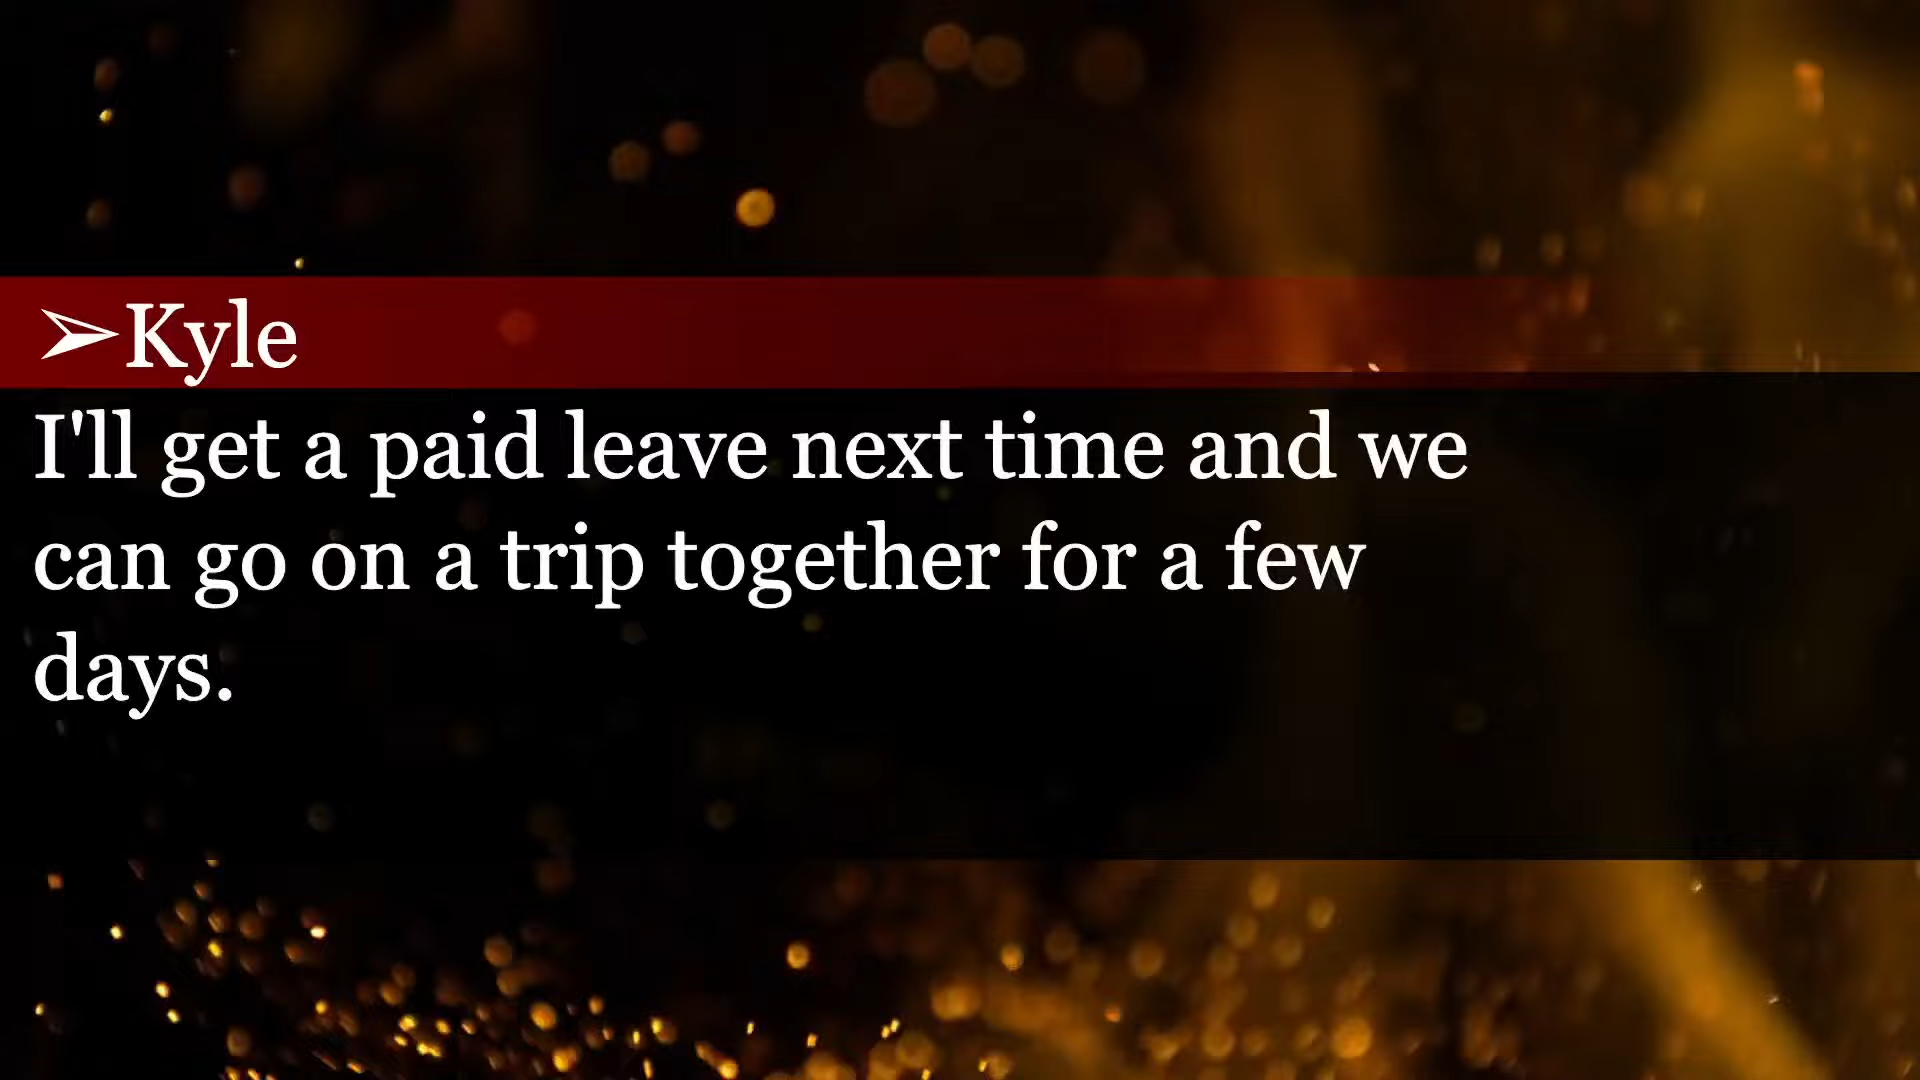 ➢Kyle
I'll get a paid leave next time and we
can go on a trip together for a few
days.